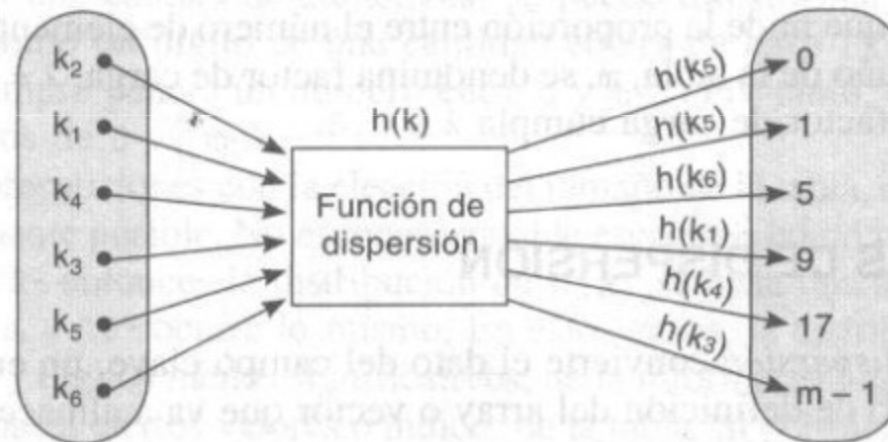 k₂
k₁
k₄
k₃
k₅
k₆
h(k)
Función de
dispersión
h(k₅)
h(k₅)
h(k₆)
h(k₁)
h(k₄)
h(k₃)
0
1
5
9
17
m – 1